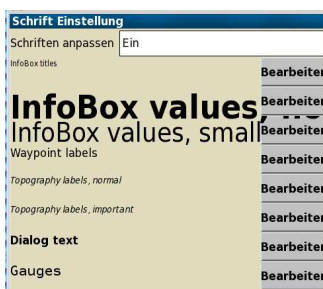 Schrift Einstellung
Schriften anpassen Ein
InfoBox titles
Bearbeiten
InfoBox values,
Bearbeiten
InfoBox values, small
Bearbeiten
Waypoint labels
Bearbeiten
Topography labels, normal
Bearbeiten
Topography labels, important
Bearbeiten
Dialog text
Bearbeiten
Gauges
Bearbeiten